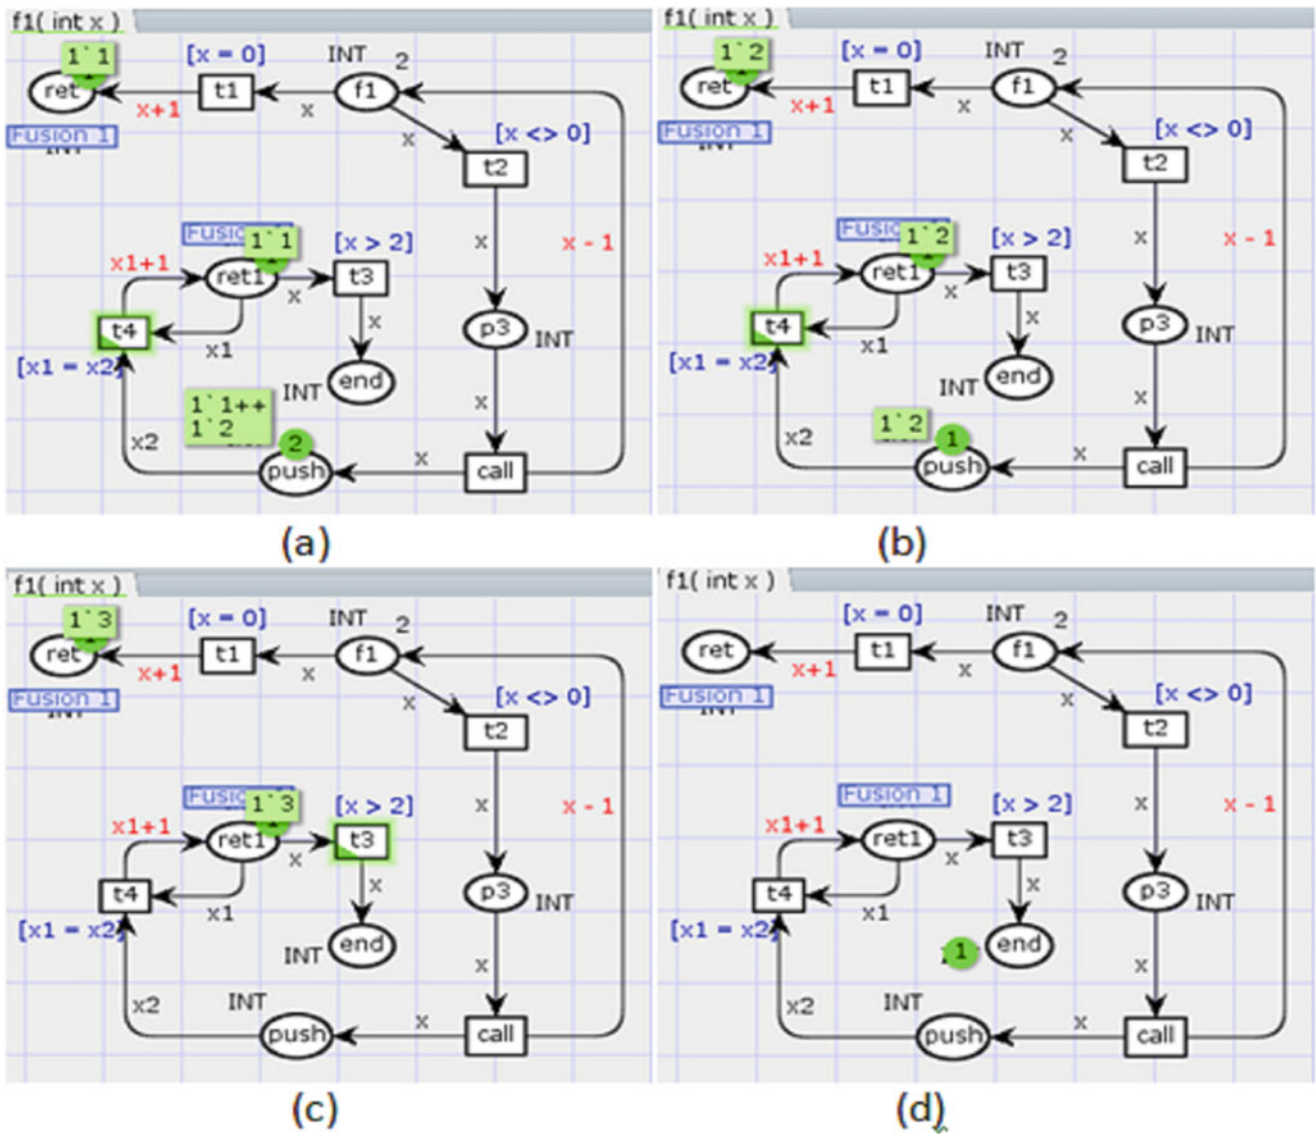 f1( int x )
1`1
[x = 0]
INT
2
ret
t1
f1
x+1
x
Fusion 1
x
[x <> 0]
t2
1`1
[x > 2]
x
x - 1
x1+1
ret1
t3
x
t4
x1
x
p3
INT
[x1 = x2]
INT
end
1`1++
1`2
x
x2
2
push
x
call
(a)
f1( int x )
1`2
[x = 0]
INT
2
ret
t1
f1
x+1
x
Fusion 1
x
[x <> 0]
t2
1`2
[x > 2]
x
x - 1
x1+1
ret1
t3
x
t4
x1
x
p3
INT
[x1 = x2]
INT
end
1`2
x
x2
1
push
x
call
(b)
f1( int x )
1`3
[x = 0]
INT
2
ret
t1
f1
x+1
x
Fusion 1
x
[x <> 0]
t2
1`3
[x > 2]
x
x - 1
x1+1
ret1
t3
x
t4
x1
x
p3
INT
[x1 = x2]
INT
end
x
x2
INT
push
x
call
(c)
f1( int x )
[x = 0]
INT
2
ret
t1
f1
x+1
x
Fusion 1
x
[x <> 0]
t2
Fusion 1
[x > 2]
x
x - 1
x1+1
ret1
t3
x
t4
x1
x
p3
INT
[x1 = x2]
1
end
x
x2
INT
push
x
call
(d)